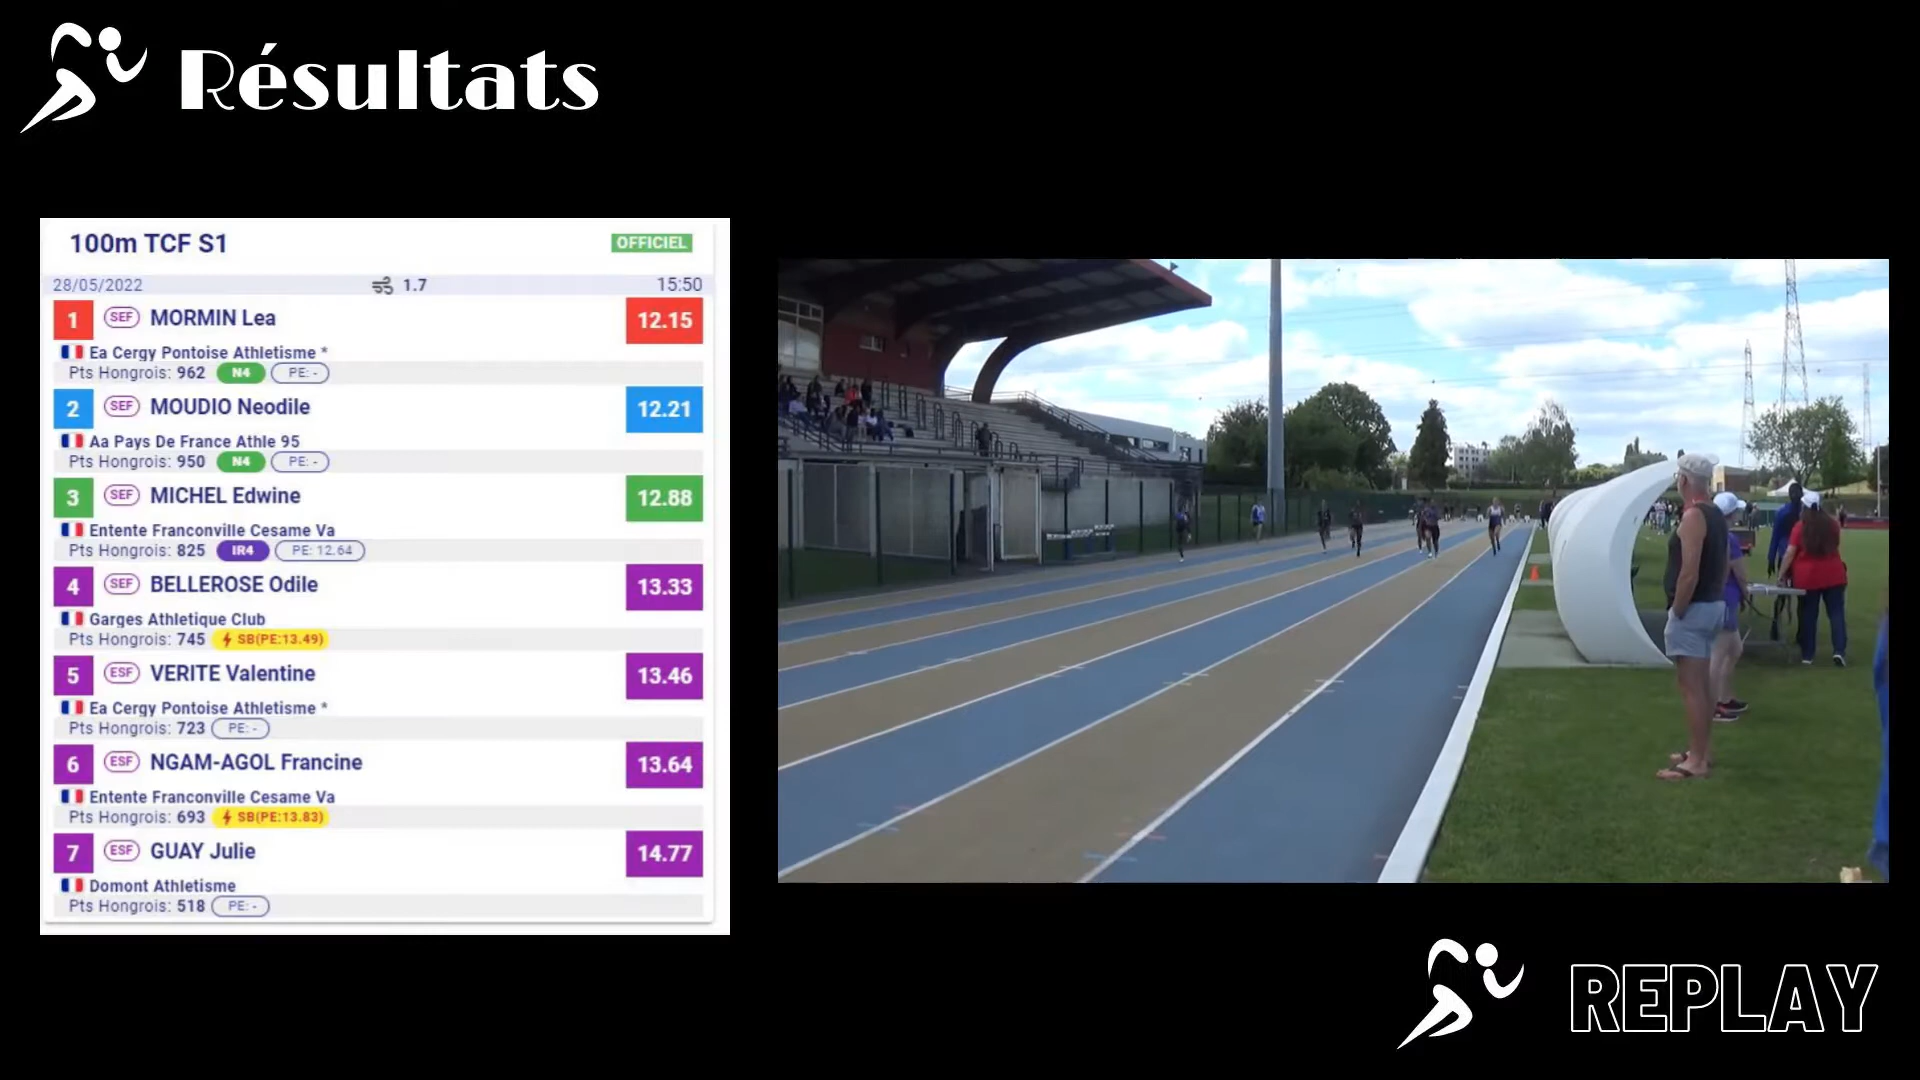 Résultats
100m TCF S1
OFFICIEL
28/05/2022 1.7 15:50
1 SEF MORMIN Lea 12.15
Ea Cergy Pontoise Athletisme *
Pts Hongrois: 962 N4 PE: -
2 SEF MOUDIO Neodile 12.21
Aa Pays De France Athle 95
Pts Hongrois: 950 N4 PE: -
3 SEF MICHEL Edwine 12.88
Entente Franconville Cesame Va
Pts Hongrois: 825 IR4 PE: 12.64
4 SEF BELLEROSE Odile 13.33
Garges Athletique Club
Pts Hongrois: 745 SB(PE:13.49)
5 ESF VERITE Valentine 13.46
Ea Cergy Pontoise Athletisme *
Pts Hongrois: 723 PE: -
6 ESF NGAM-AGOL Francine 13.64
Entente Franconville Cesame Va
Pts Hongrois: 693 SB(PE:13.83)
7 ESF GUAY Julie 14.77
Domont Athletisme
Pts Hongrois: 518 PE: -
REPLAY